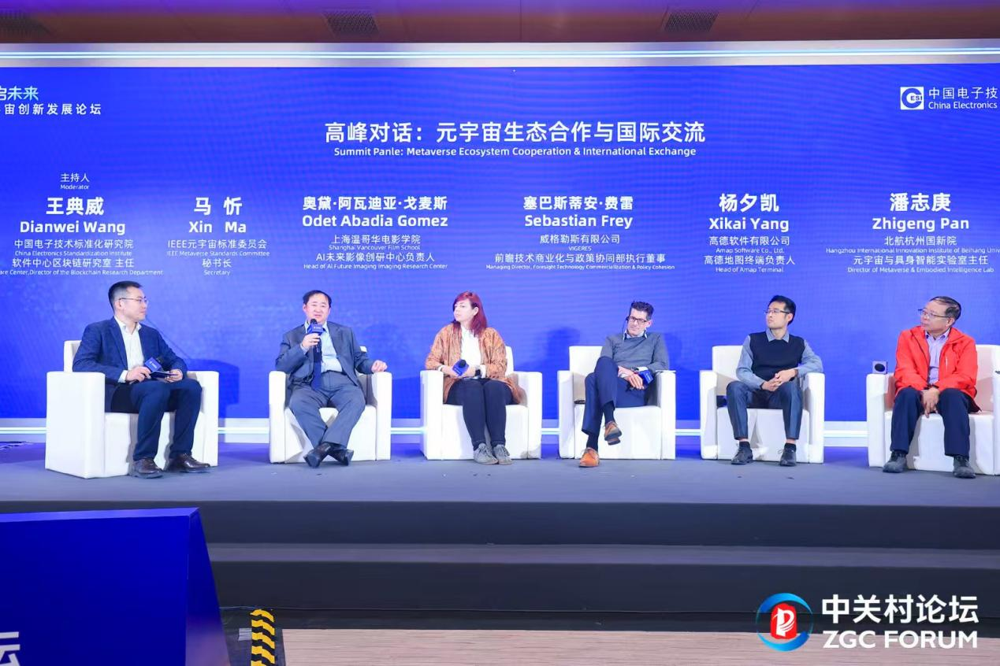 启未来
宇宙创新发展论坛
中国电子技
China Electronics
CESI
高峰对话：元宇宙生态合作与国际交流
Summit Panle: Metaverse Ecosystem Cooperation & International Exchange
主持人
Moderator
王典威
Dianwei Wang
中国电子技术标准化研究院
China Electronics Standardization Institute
软件中心区块链研究室 主任
are Center,Director of the Blockchain Research Department
马 忻
Xin Ma
IEEE元宇宙标准委员会
IEEE Metaverse Standards Committee
秘书长
Secretary
奥黛·阿瓦迪亚·戈麦斯
Odet Abadia Gomez
上海温哥华电影学院
Shanghai Vancouver Film School
AI未来影像创研中心负责人
Head of AI Future Imaging Imaging Research Center
塞巴斯蒂安·费雷
Sebastian Frey
威格勒斯有限公司
VIGERES
前瞻技术商业化与政策协同部执行董事
Managing Director, Foresight Technology Commercialization & Policy Cohesion
杨夕凯
Xikai Yang
高德软件有限公司
Amap Software Co., Ltd.
高德地图终端负责人
Head of Amap Terminal
潘志庚
Zhigeng Pan
北航杭州国新院
Hangzhou International Innovation Institute of Beihang Univ
元宇宙与具身智能实验室主任
Director of Metaverse & Embodied Intelligence Lab
坛
中关村论坛
ZGC FORUM